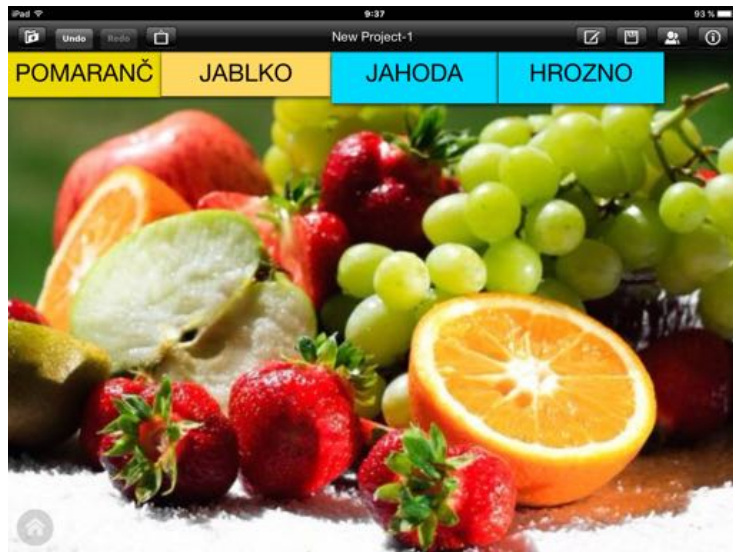 iPad 9:37 93 %
Undo Redo New Project-1
POMARANČ JABLKO JAHODA HROZNO